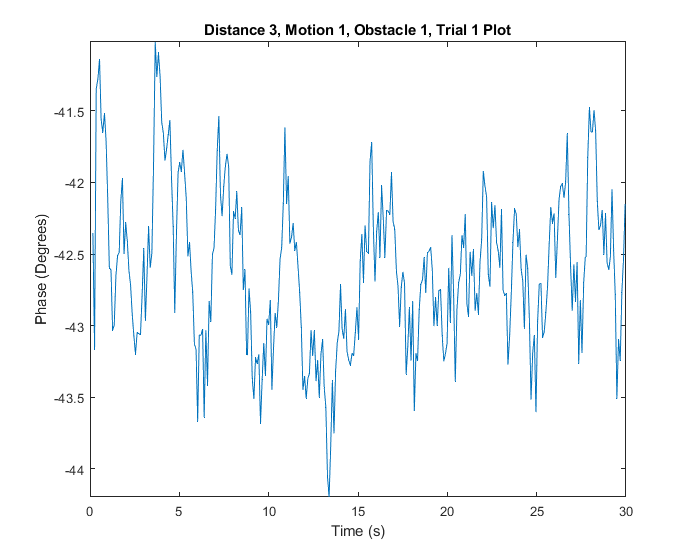 Distance 3, Motion 1, Obstacle 1, Trial 1 Plot
Phase (Degrees)
-41.5
-42
-42.5
-43
-43.5
-44
0 5 10 15 20 25 30
Time (s)